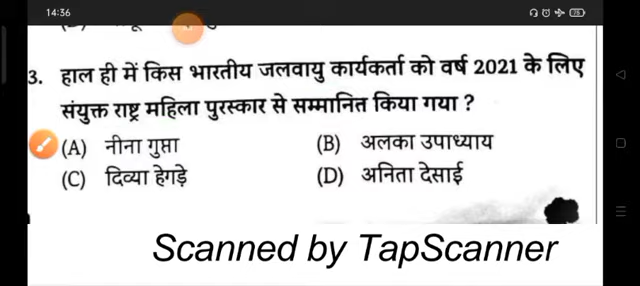 14:36
75
3. हाल ही में किस भारतीय जलवायु कार्यकर्ता को वर्ष 2021 के लिए
संयुक्त राष्ट्र महिला पुरस्कार से सम्मानित किया गया ?
(A) नीना गुप्ता (B) अलका उपाध्याय
(C) दिव्या हेगड़े (D) अनिता देसाई
Scanned by TapScanner